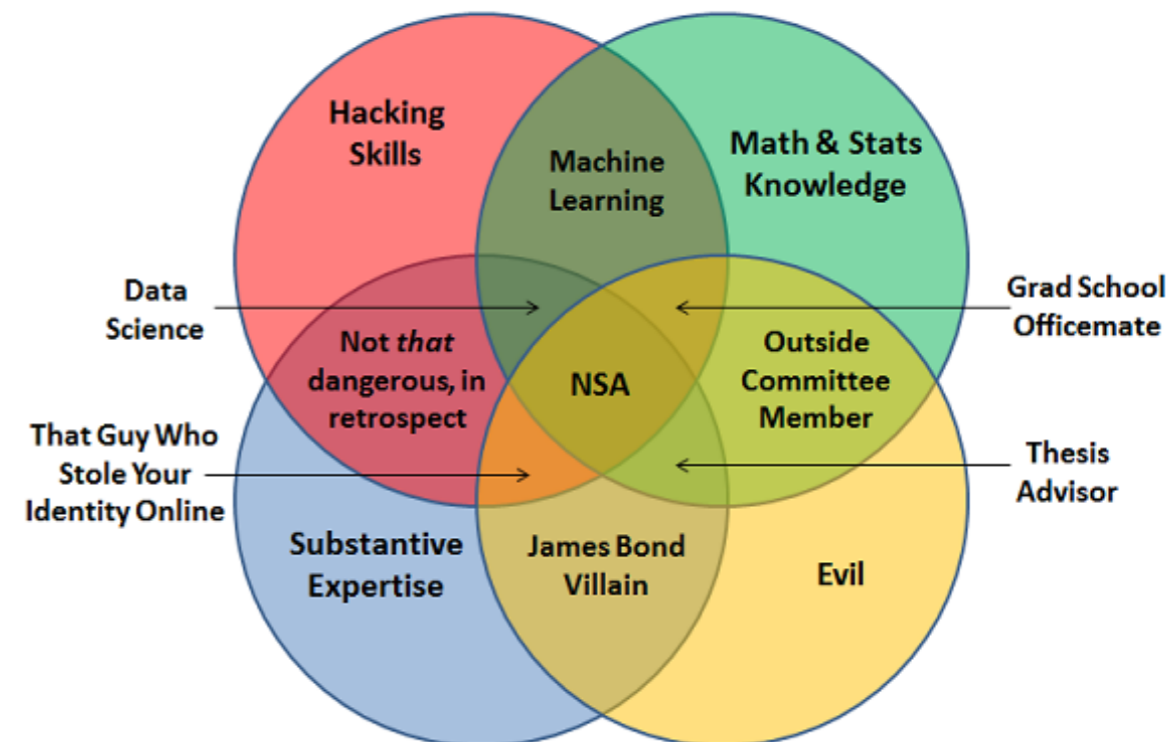 Hacking
Skills
Math & Stats
Knowledge
Machine
Learning
Data
Science
Grad School
Officemate
Not that
dangerous, in
retrospect
NSA
Outside
Committee
Member
That Guy Who
Stole Your
Identity Online
Thesis
Advisor
Substantive
Expertise
James Bond
Villain
Evil